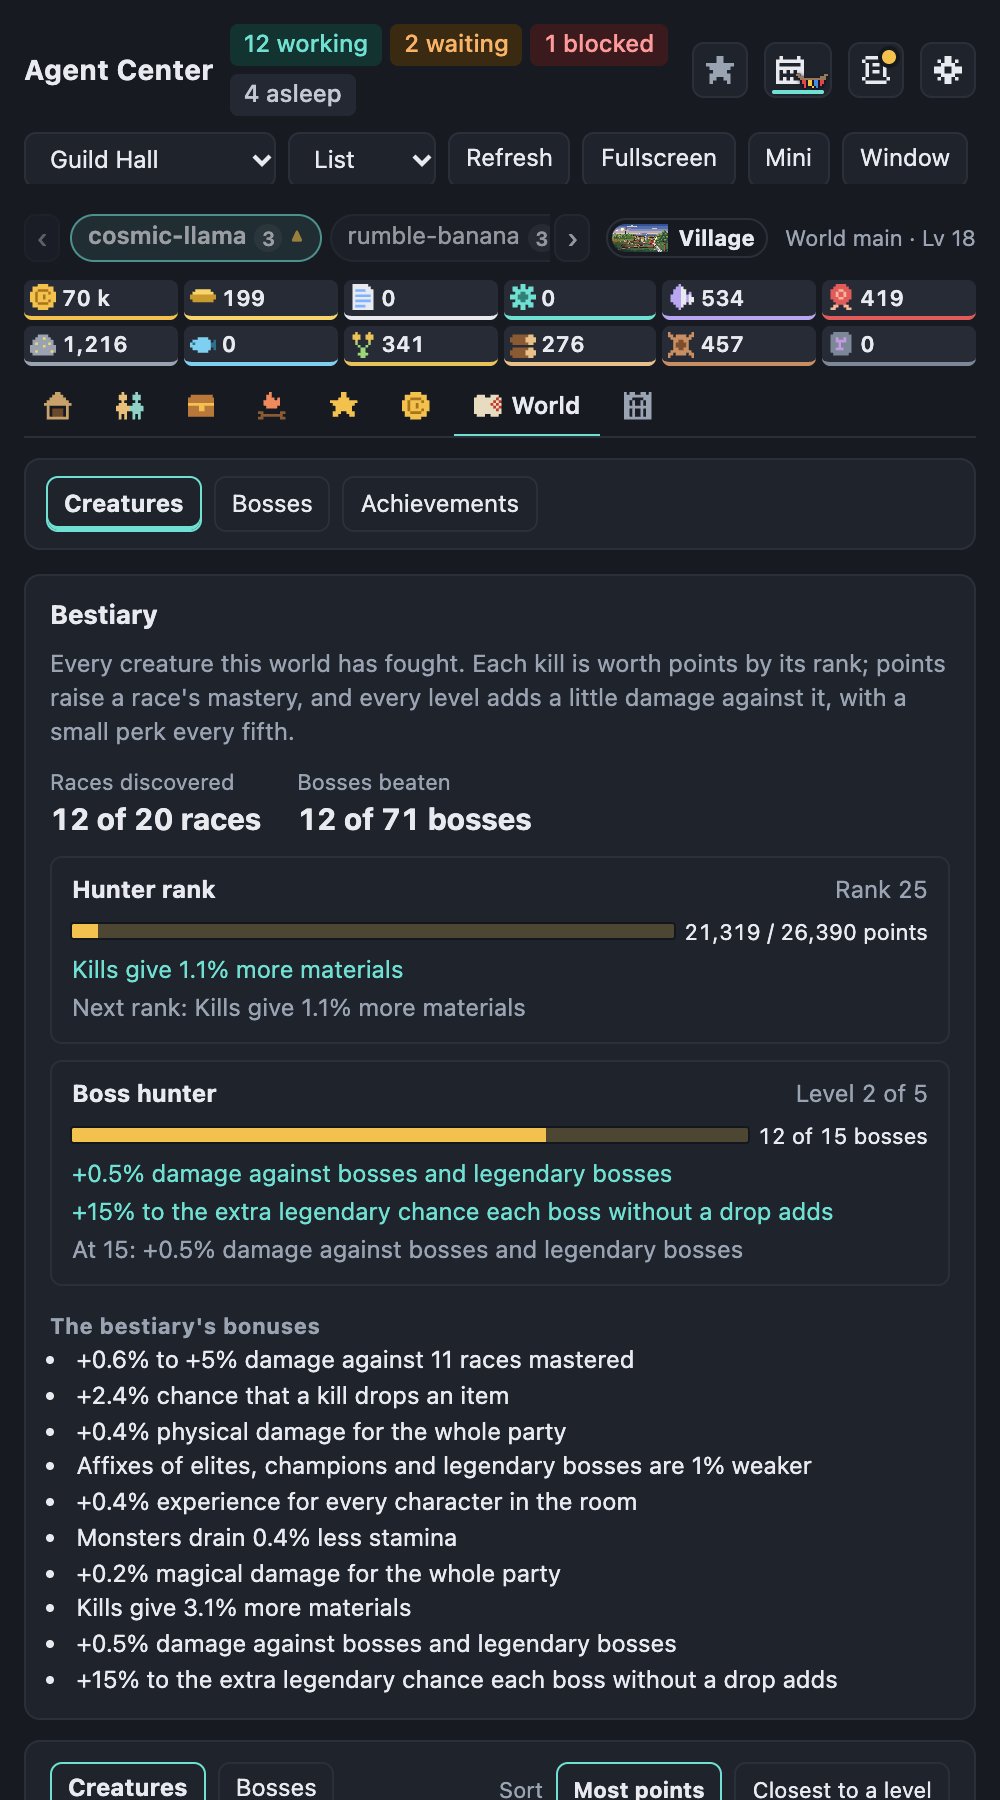 Agent Center
12 working
2 waiting
1 blocked
4 asleep
Guild Hall
List
Refresh
Fullscreen
Mini
Window
cosmic-llama 3
rumble-banana 3
Village
World main · Lv 18
70 k
199
0
0
534
419
1,216
0
341
276
457
0
World
Creatures
Bosses
Achievements
Bestiary
Every creature this world has fought. Each kill is worth points by its rank; points
raise a race's mastery, and every level adds a little damage against it, with a
small perk every fifth.
Races discovered
Bosses beaten
12 of 20 races
12 of 71 bosses
Hunter rank
Rank 25
21,319 / 26,390 points
Kills give 1.1% more materials
Next rank: Kills give 1.1% more materials
Boss hunter
Level 2 of 5
12 of 15 bosses
+0.5% damage against bosses and legendary bosses
+15% to the extra legendary chance each boss without a drop adds
At 15: +0.5% damage against bosses and legendary bosses
The bestiary's bonuses
• +0.6% to +5% damage against 11 races mastered
• +2.4% chance that a kill drops an item
• +0.4% physical damage for the whole party
• Affixes of elites, champions and legendary bosses are 1% weaker
• +0.4% experience for every character in the room
• Monsters drain 0.4% less stamina
• +0.2% magical damage for the whole party
• Kills give 3.1% more materials
• +0.5% damage against bosses and legendary bosses
• +15% to the extra legendary chance each boss without a drop adds
Creatures
Bosses
Sort
Most points
Closest to a level